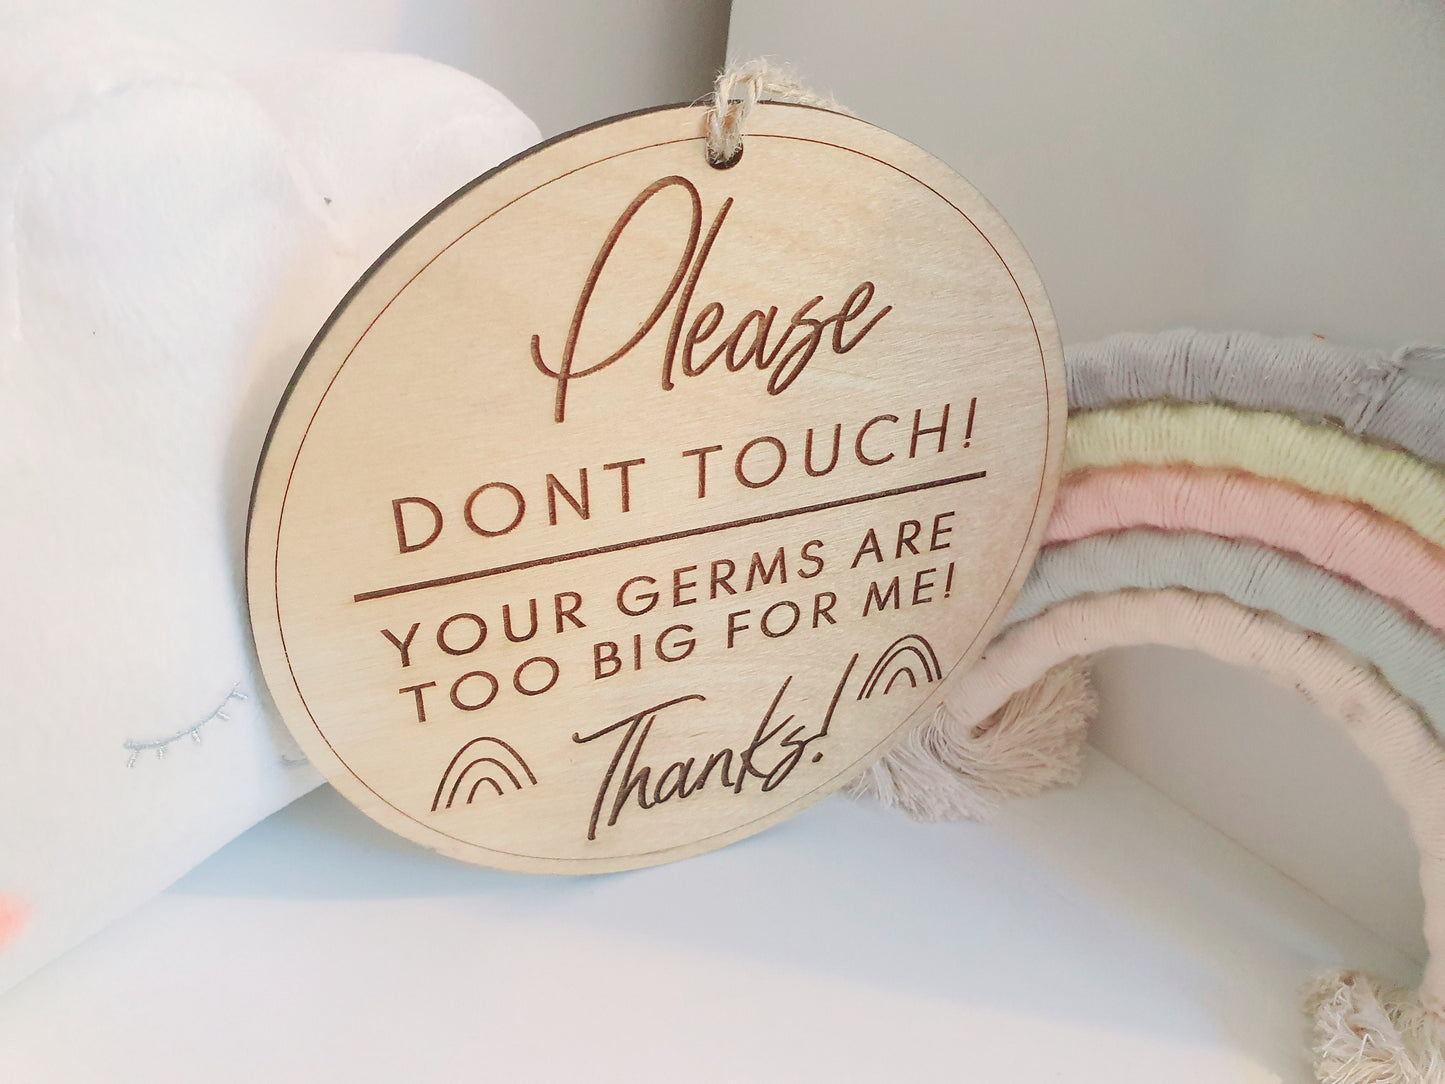 Please
DONT TOUCH!
YOUR GERMS ARE
TOO BIG FOR ME!
Thanks!